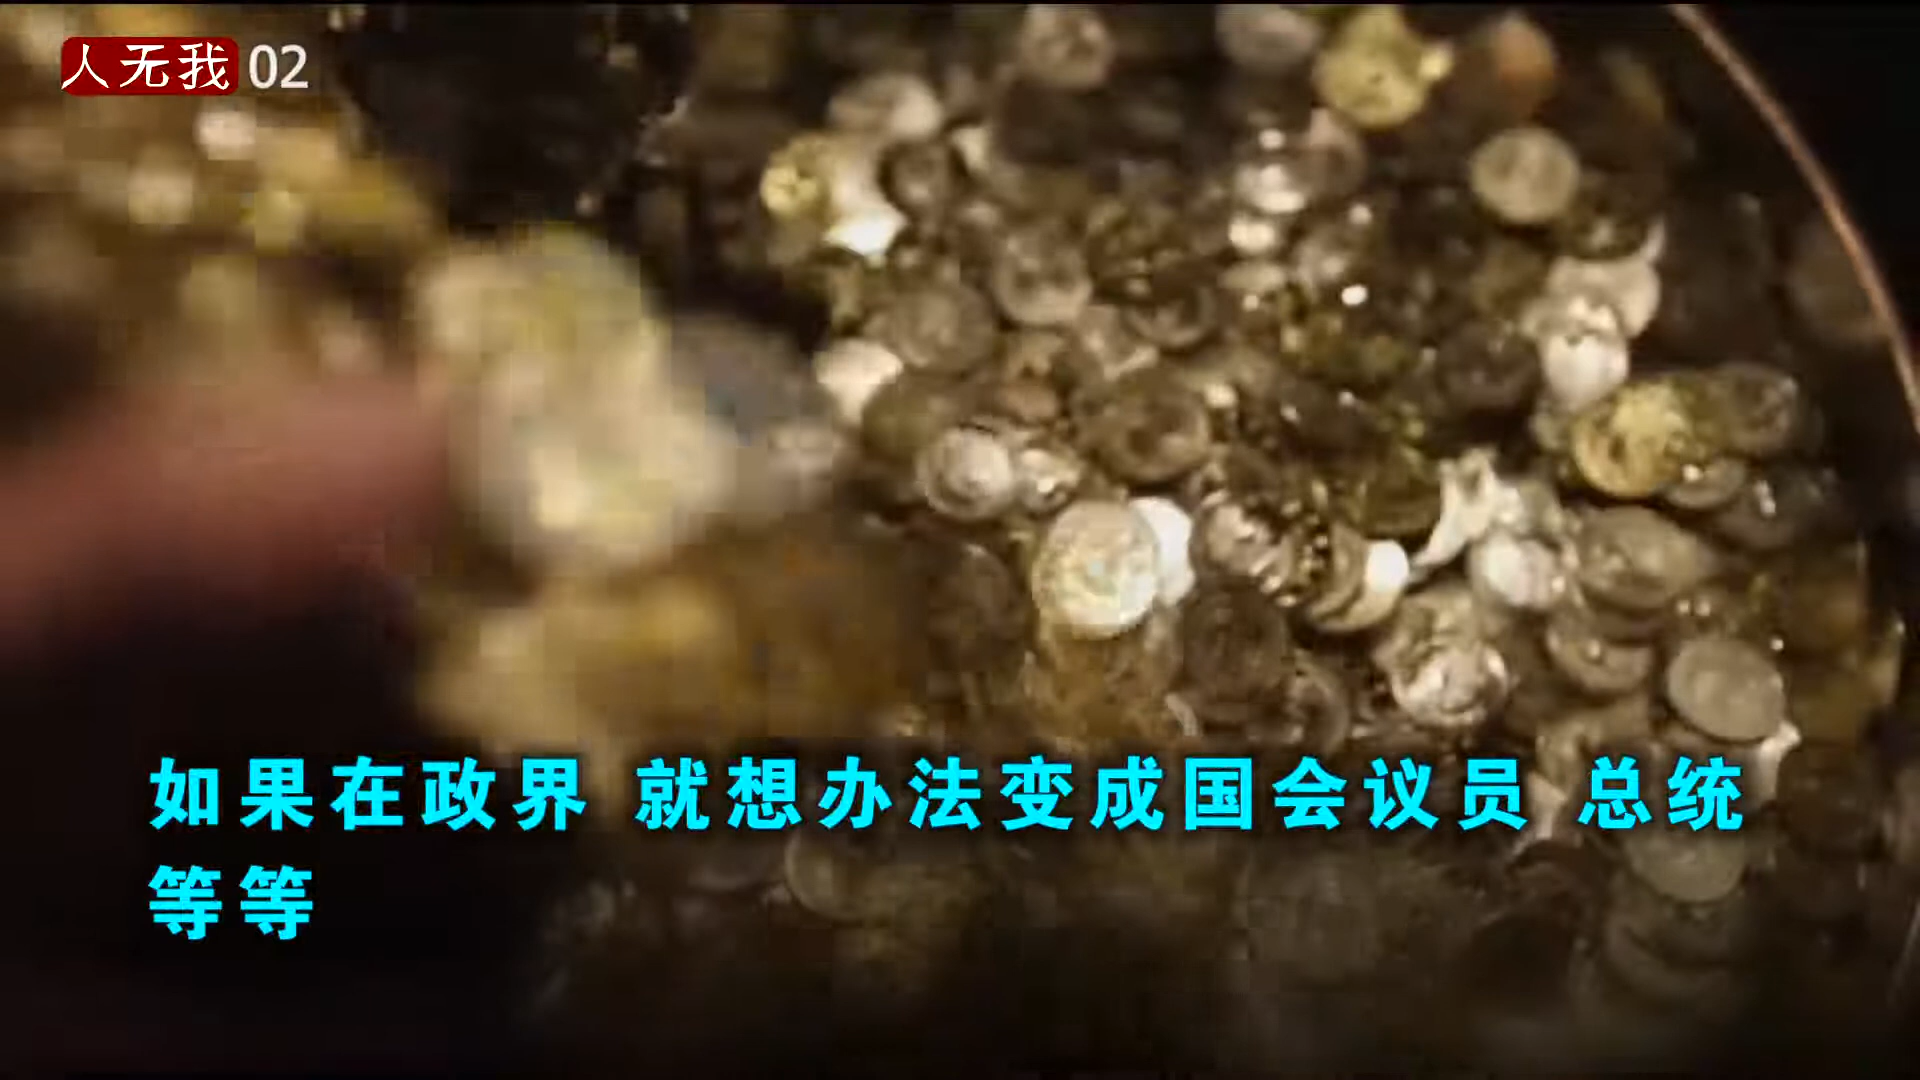 人无我 02
如果在政界 就想办法变成国会议员 总统
等等